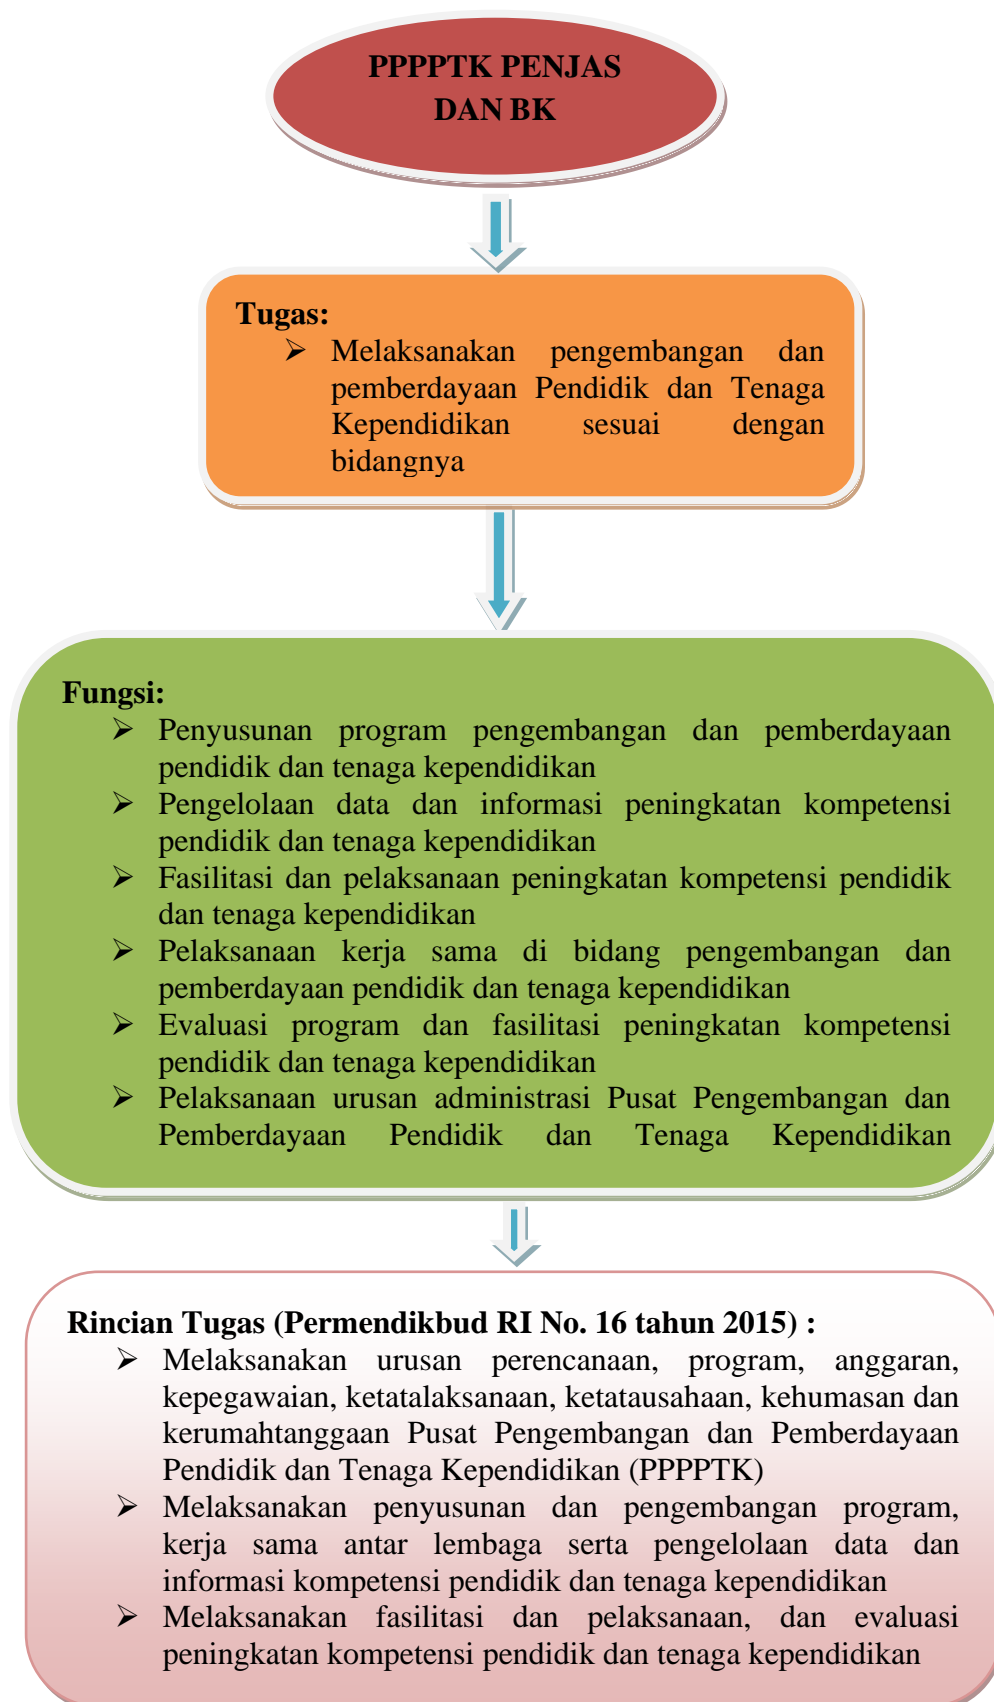 PPPPTK PENJAS
DAN BK
Tugas:
➢ Melaksanakan pengembangan dan
pemberdayaan Pendidik dan Tenaga
Kependidikan sesuai dengan
bidangnya
Fungsi:
➢ Penyusunan program pengembangan dan pemberdayaan
pendidik dan tenaga kependidikan
➢ Pengelolaan data dan informasi peningkatan kompetensi
pendidik dan tenaga kependidikan
➢ Fasilitasi dan pelaksanaan peningkatan kompetensi pendidik
dan tenaga kependidikan
➢ Pelaksanaan kerja sama di bidang pengembangan dan
pemberdayaan pendidik dan tenaga kependidikan
➢ Evaluasi program dan fasilitasi peningkatan kompetensi
pendidik dan tenaga kependidikan
➢ Pelaksanaan urusan administrasi Pusat Pengembangan dan
Pemberdayaan Pendidik dan Tenaga Kependidikan
Rincian Tugas (Permendikbud RI No. 16 tahun 2015) :
➢ Melaksanakan urusan perencanaan, program, anggaran,
kepegawaian, ketatalaksanaan, ketatausahaan, kehumasan dan
kerumahtanggaan Pusat Pengembangan dan Pemberdayaan
Pendidik dan Tenaga Kependidikan (PPPPTK)
➢ Melaksanakan penyusunan dan pengembangan program,
kerja sama antar lembaga serta pengelolaan data dan
informasi kompetensi pendidik dan tenaga kependidikan
➢ Melaksanakan fasilitasi dan pelaksanaan, dan evaluasi
peningkatan kompetensi pendidik dan tenaga kependidikan